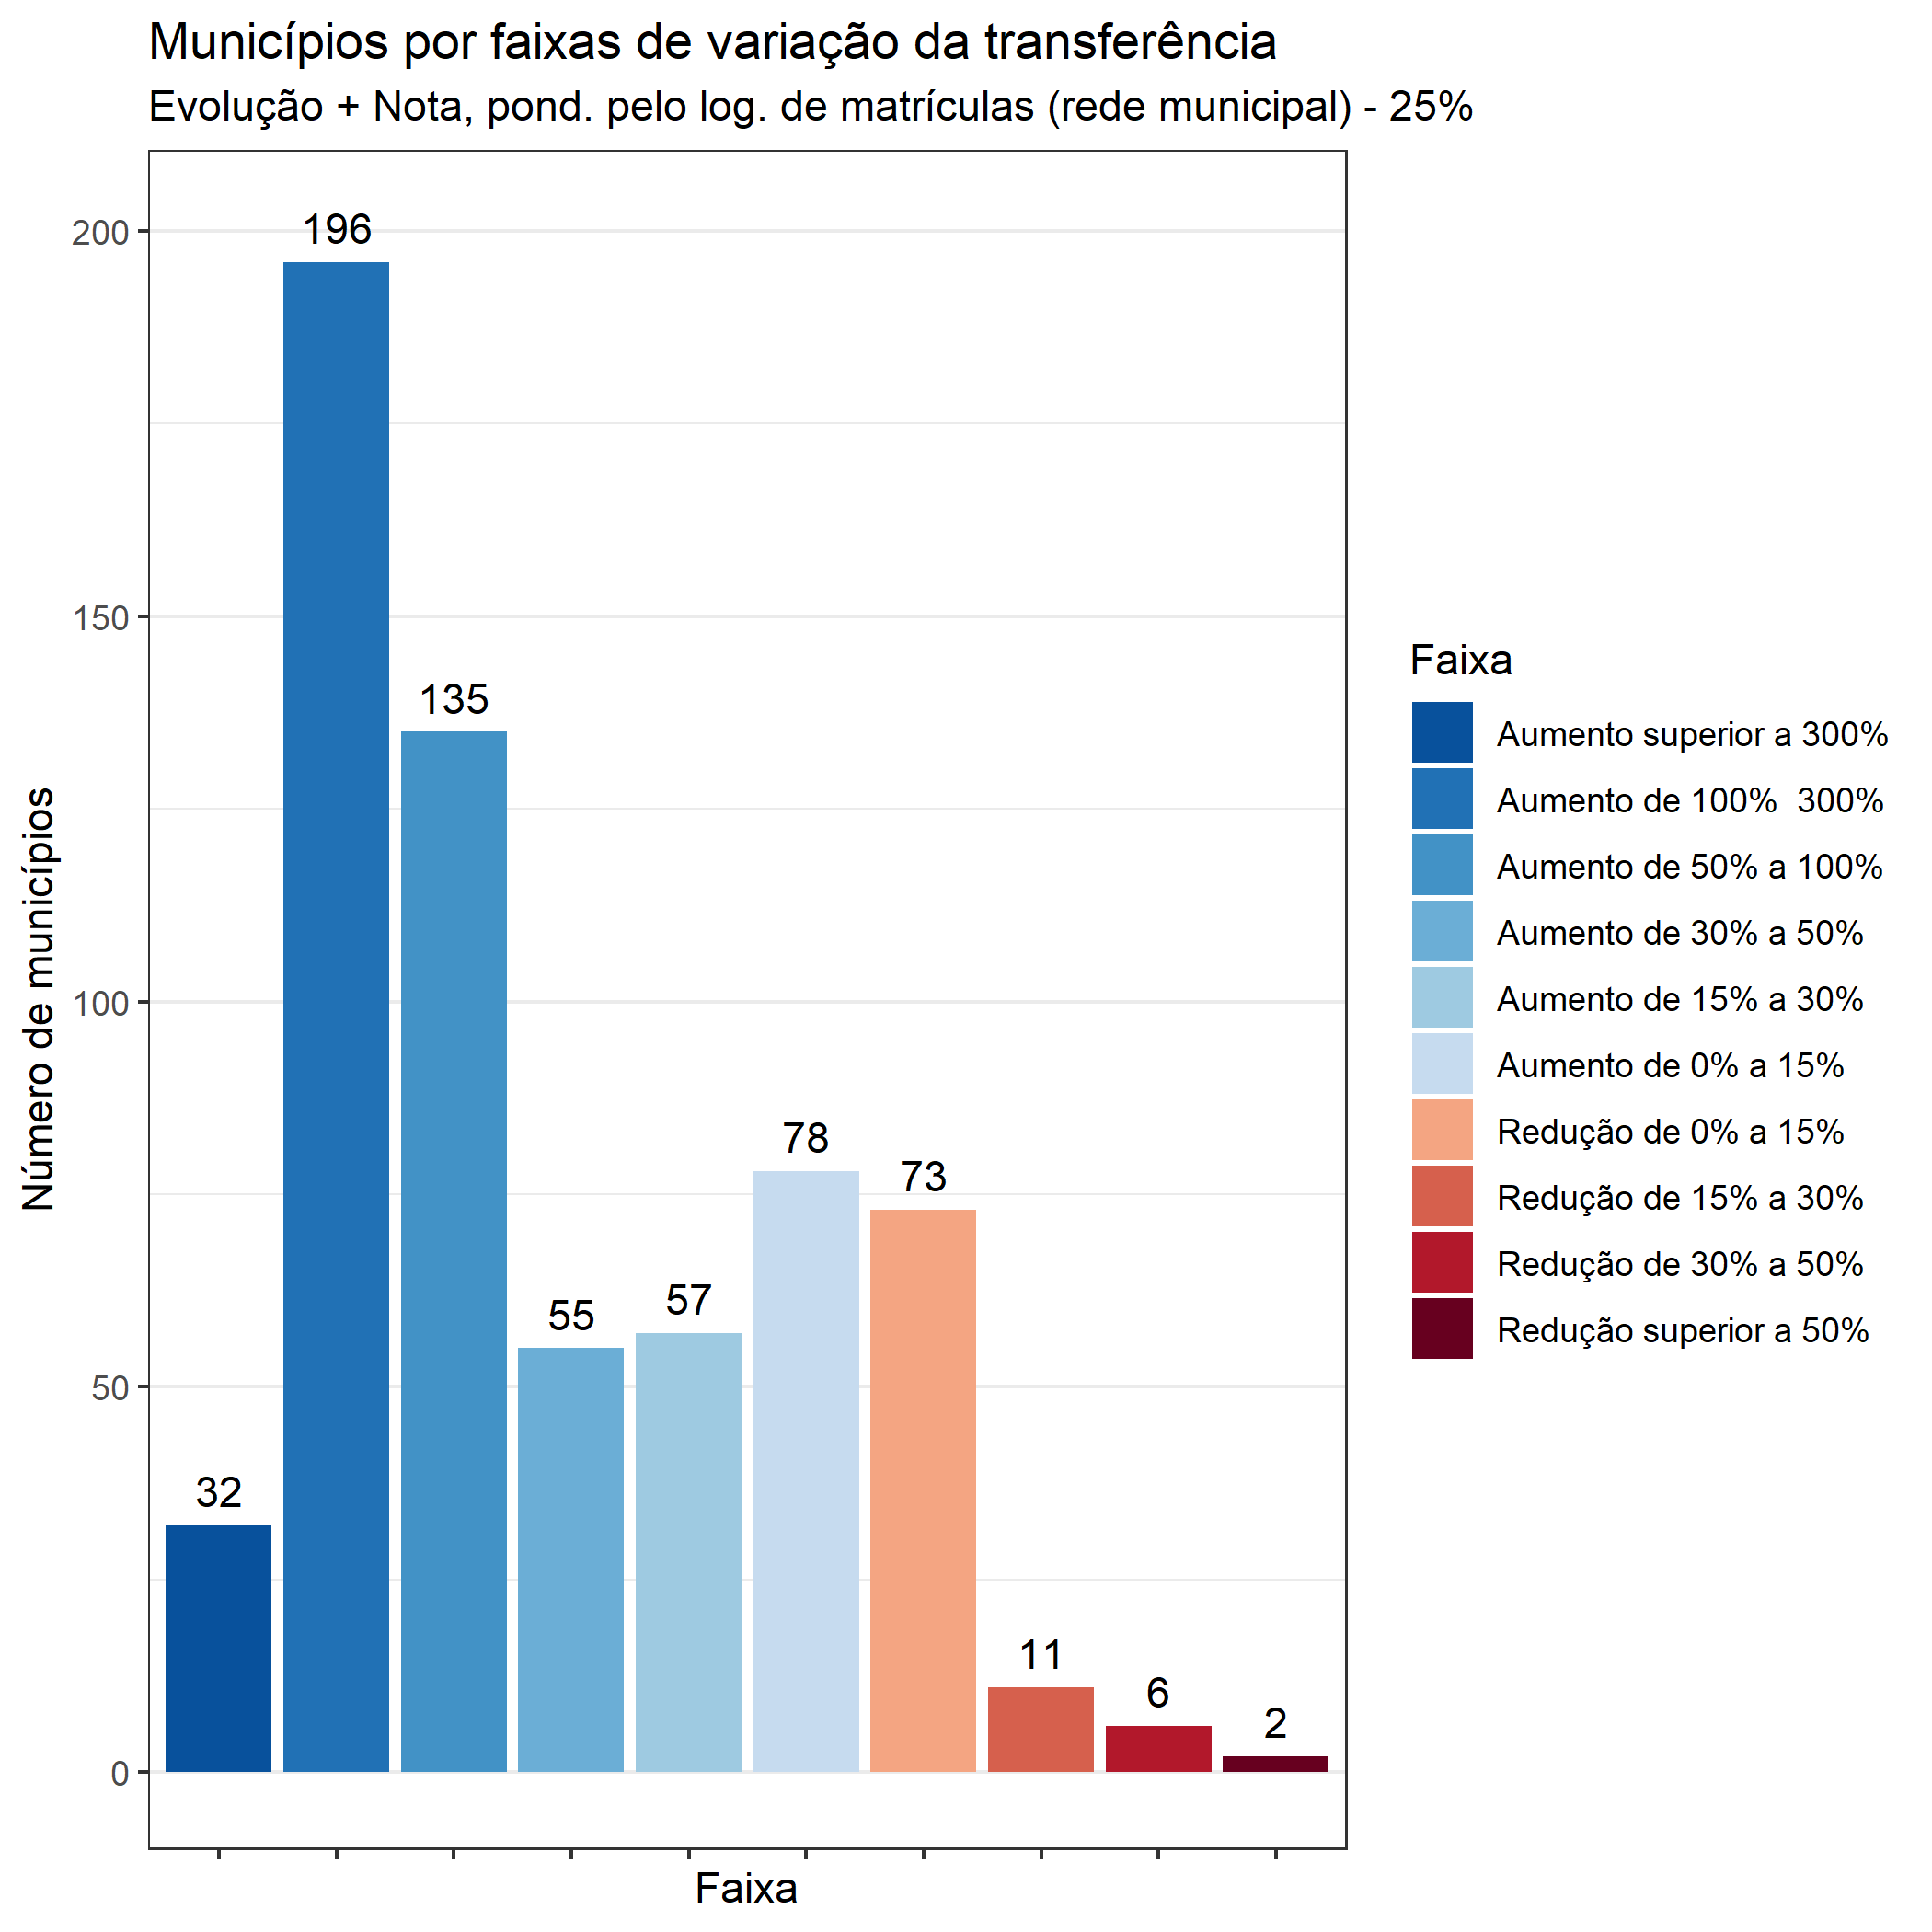 Municípios por faixas de variação da transferência
Evolução + Nota, pond. pelo log. de matrículas (rede municipal) - 25%
200
150
100
50
0
Número de municípios
196
135
78
73
57
55
32
11
6
2
Faixa
Faixa
Aumento superior a 300%
Aumento de 100%  300%
Aumento de 50% a 100%
Aumento de 30% a 50%
Aumento de 15% a 30%
Aumento de 0% a 15%
Redução de 0% a 15%
Redução de 15% a 30%
Redução de 30% a 50%
Redução superior a 50%